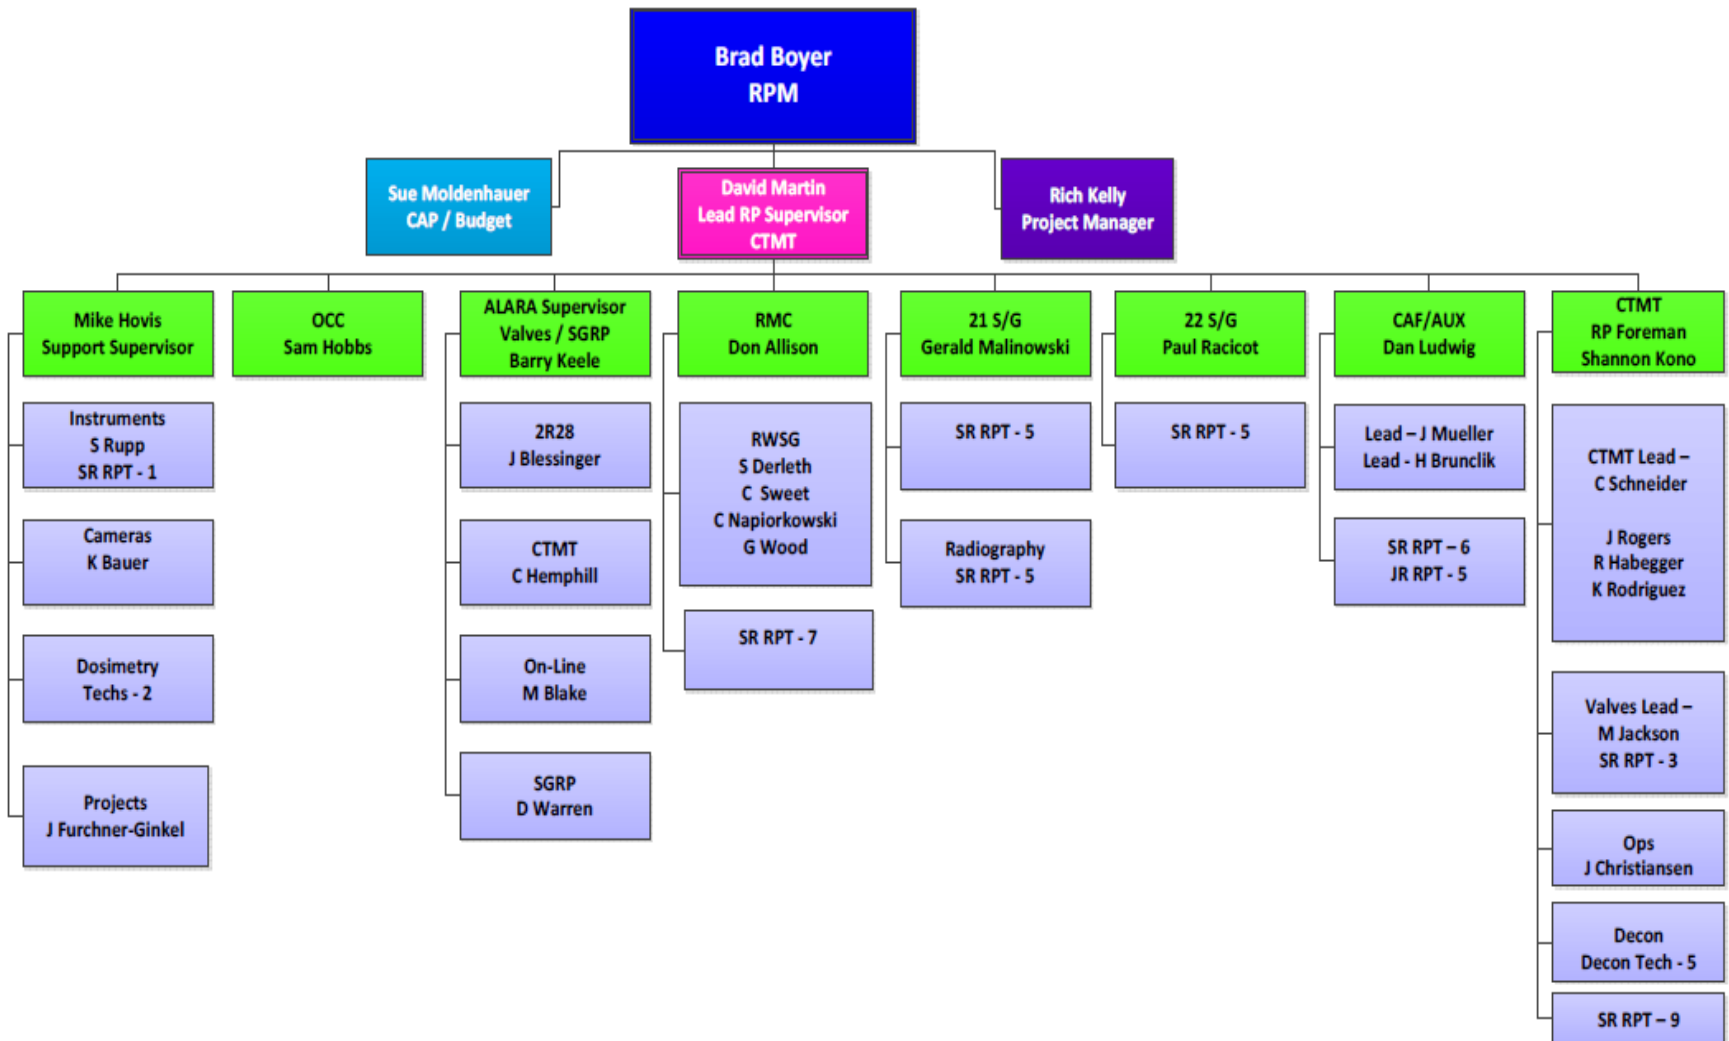 Brad Boyer
RPM
Sue Moldenhauer
CAP / Budget
David Martin
Lead RP Supervisor
CTMT
Rich Kelly
Project Manager
Mike Hovis
Support Supervisor
OCC
Sam Hobbs
ALARA Supervisor
Valves / SGRP
Barry Keele
RMC
Don Allison
21 S/G
Gerald Malinowski
22 S/G
Paul Racicot
CAF/AUX
Dan Ludwig
CTMT
RP Foreman
Shannon Kono
Instruments
S Rupp
SR RPT - 1
Cameras
K Bauer
Dosimetry
Techs - 2
Projects
J Furchner-Ginkel
2R28
J Blessinger
CTMT
C Hemphill
On-Line
M Blake
SGRP
D Warren
RWSG
S Derleth
C Sweet
C Napiorkowski
G Wood
SR RPT - 7
SR RPT - 5
Radiography
SR RPT - 5
SR RPT - 5
Lead – J Mueller
Lead - H Brunclik
SR RPT – 6
JR RPT - 5
CTMT Lead –
C Schneider
J Rogers
R Habegger
K Rodriguez
Valves Lead –
M Jackson
SR RPT - 3
Ops
J Christiansen
Decon
Decon Tech - 5
SR RPT – 9